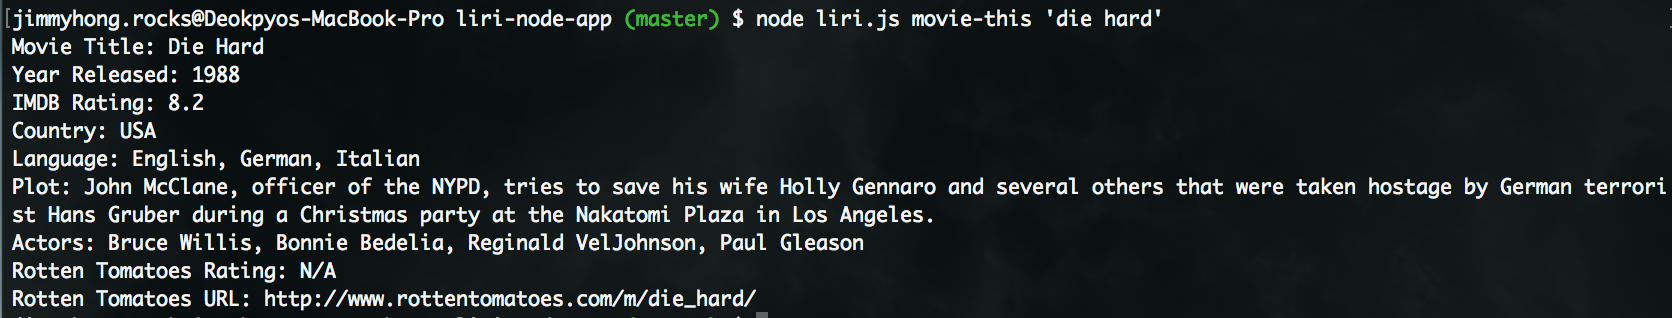 [jimmyhong.rocks@Deokpyos-MacBook-Pro liri-node-app (master) $ node liri.js movie-this 'die hard'
Movie Title: Die Hard
Year Released: 1988
IMDB Rating: 8.2
Country: USA
Language: English, German, Italian
Plot: John McClane, officer of the NYPD, tries to save his wife Holly Gennaro and several others that were taken hostage by German terrori
st Hans Gruber during a Christmas party at the Nakatomi Plaza in Los Angeles.
Actors: Bruce Willis, Bonnie Bedelia, Reginald VelJohnson, Paul Gleason
Rotten Tomatoes Rating: N/A
Rotten Tomatoes URL: http://www.rottentomatoes.com/m/die_hard/